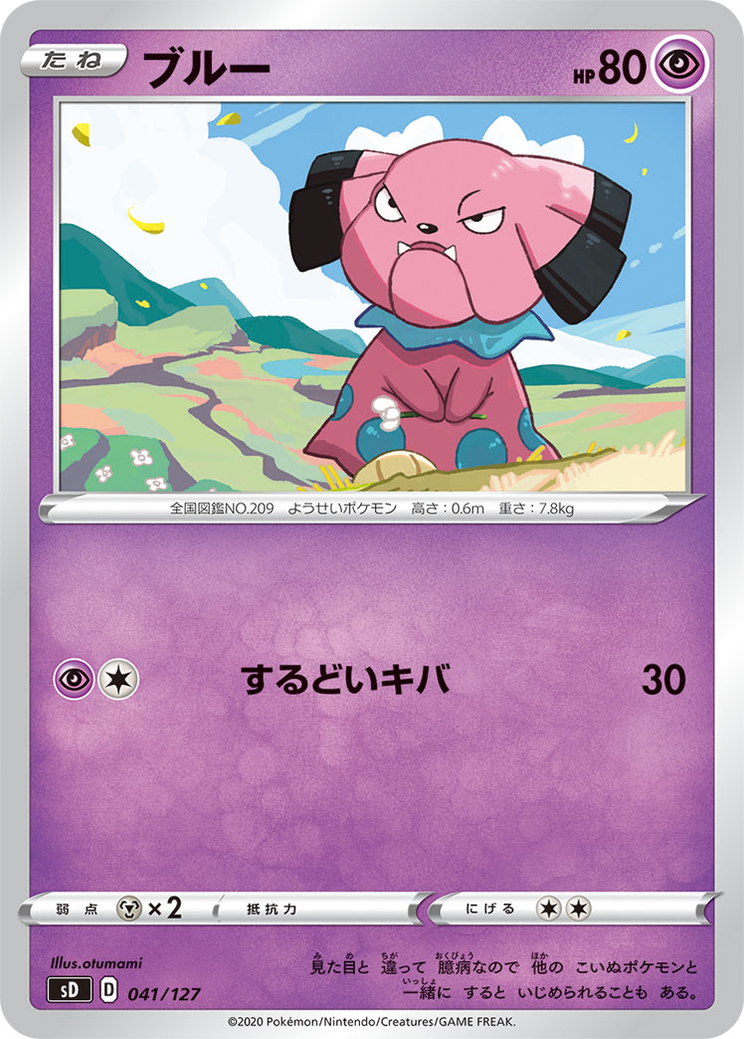 たね ブルー HP80
全国図鑑NO.209 ようせいポケモン 高さ:0.6m 重さ:7.8kg
するどいキバ 30
弱点 ×2 抵抗力 にげる
Illus.otumami
見た目と 違って 臆病なので 他の こいぬポケモンと
一緒に すると いじめられることも ある。
sD D 041/127
©2020 Pokémon/Nintendo/Creatures/GAME FREAK.